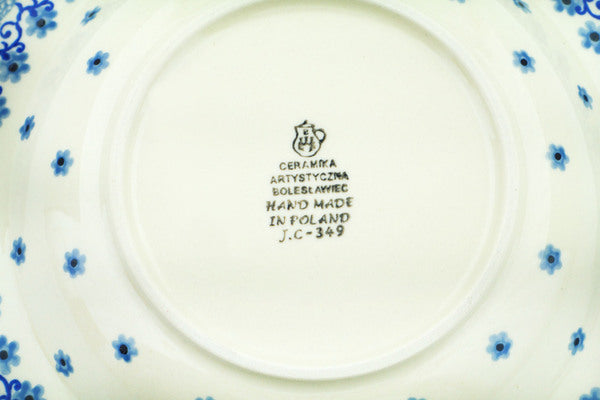 CERAMIKA
ARTYSTYCZNA
BOLESŁAWIEC
HAND MADE
IN POLAND
J.C-349